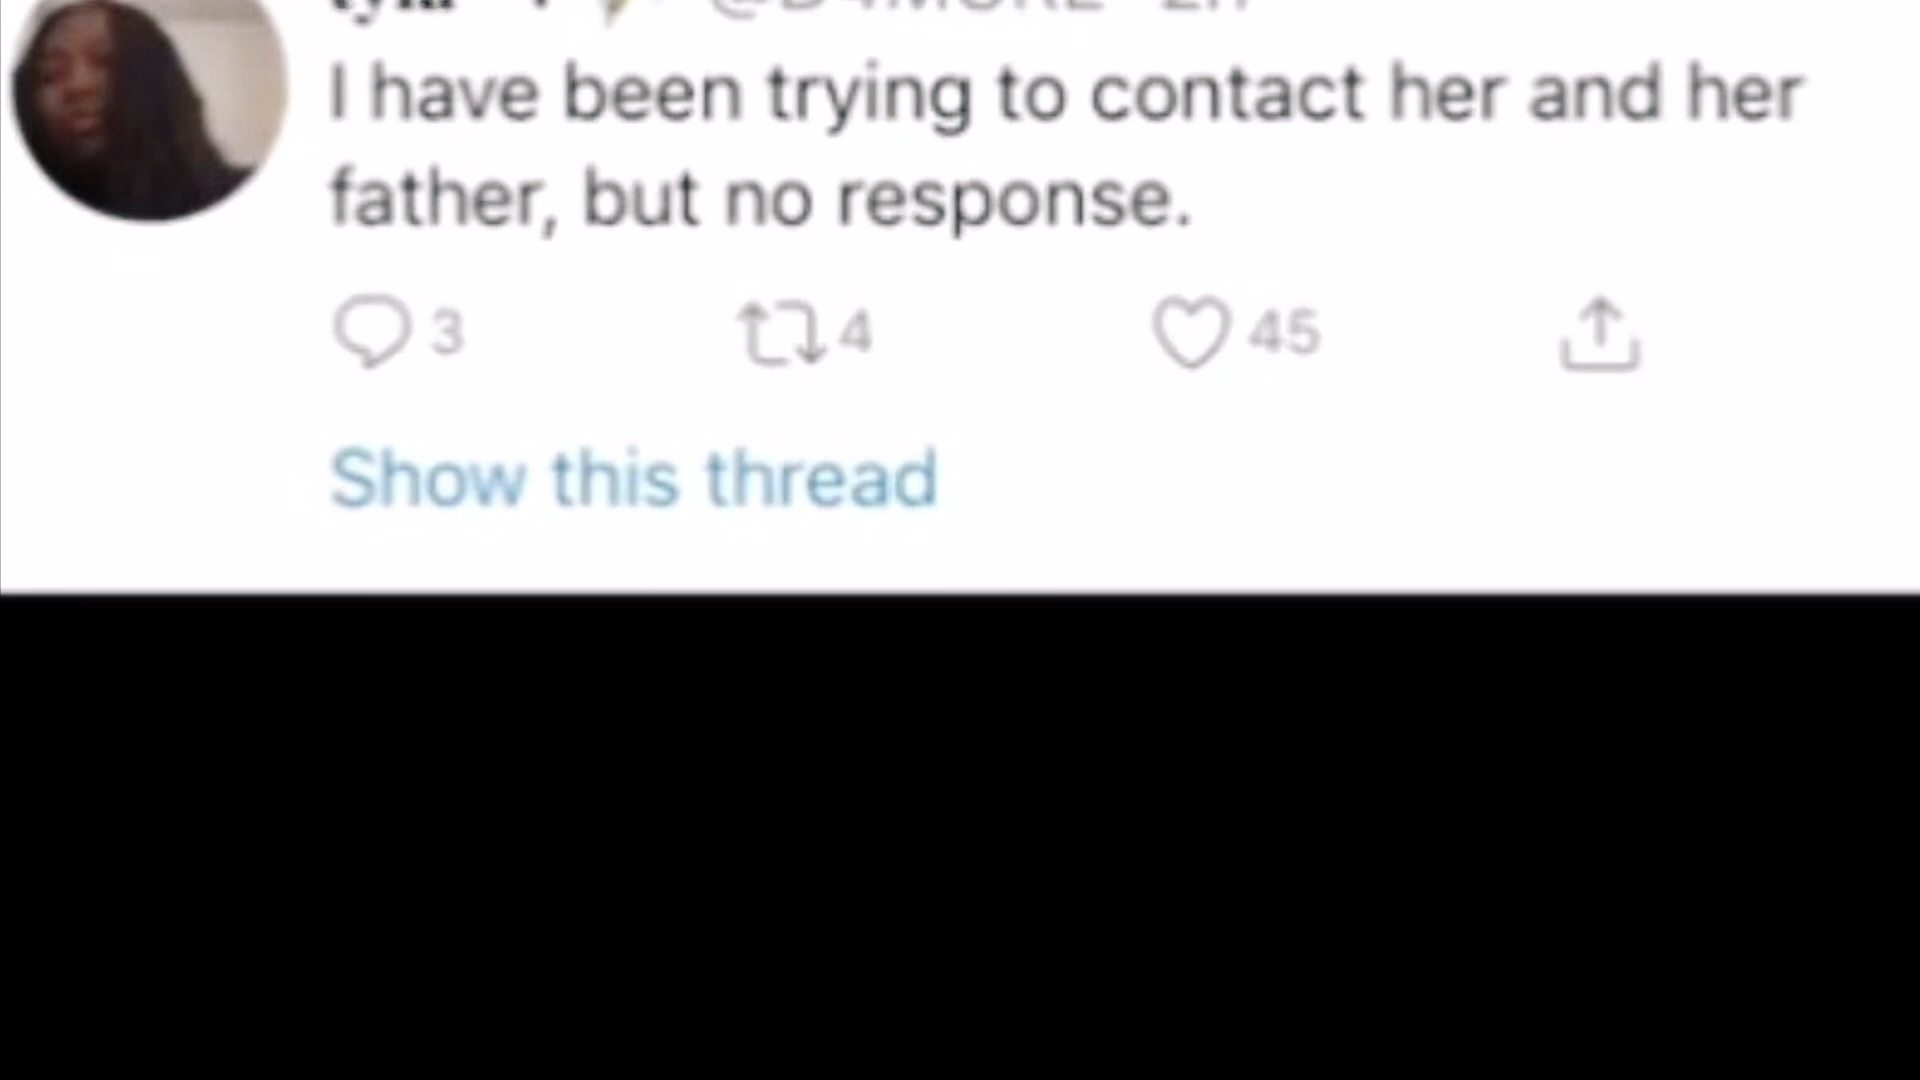 I have been trying to contact her and her
father, but no response.
3 4 45
Show this thread